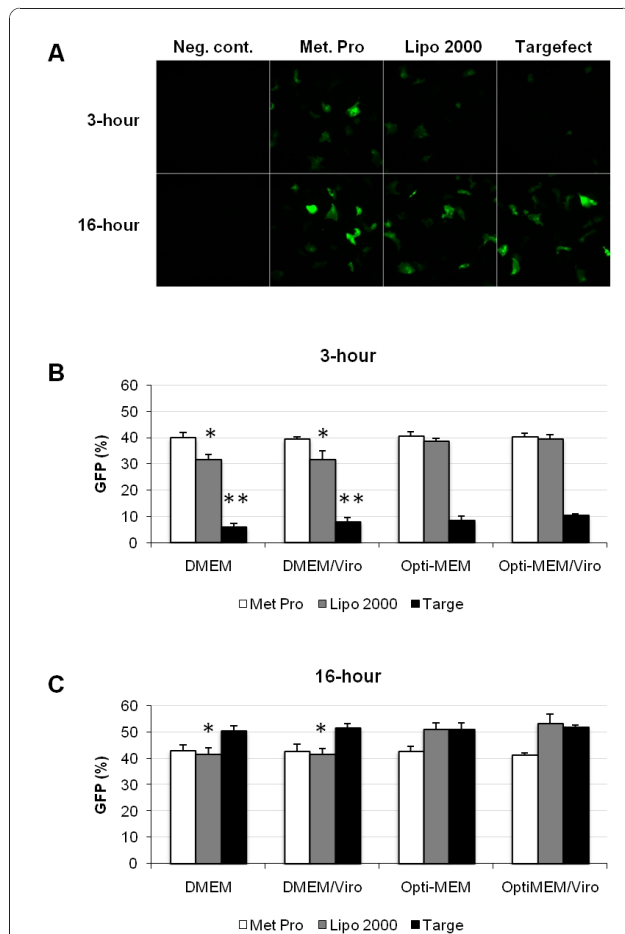 A
Neg. cont. Met. Pro Lipo 2000 Targefect
3-hour
16-hour
B
3-hour
GFP (%)
60
50
40
30
20
10
0
* ** * **
DMEM DMEM/Viro Opti-MEM Opti-MEM/Viro
Met Pro Lipo 2000 Targe
C
16-hour
GFP (%)
60
50
40
30
20
10
0
* *
DMEM DMEM/Viro Opti-MEM OptiMEM/Viro
Met Pro Lipo 2000 Targe